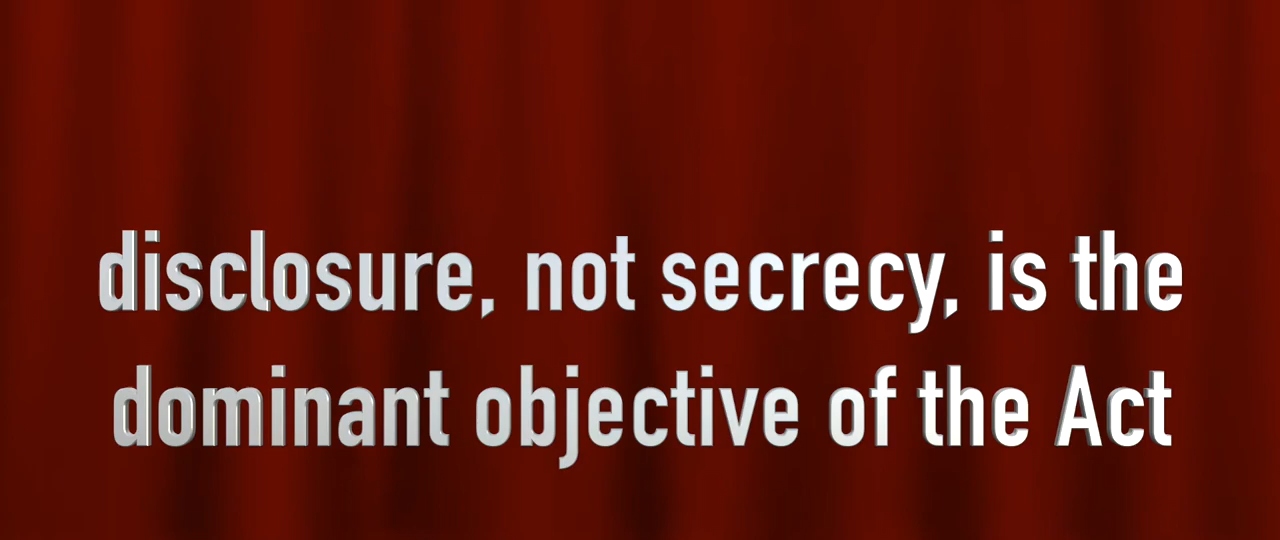 disclosure, not secrecy, is the
dominant objective of the Act